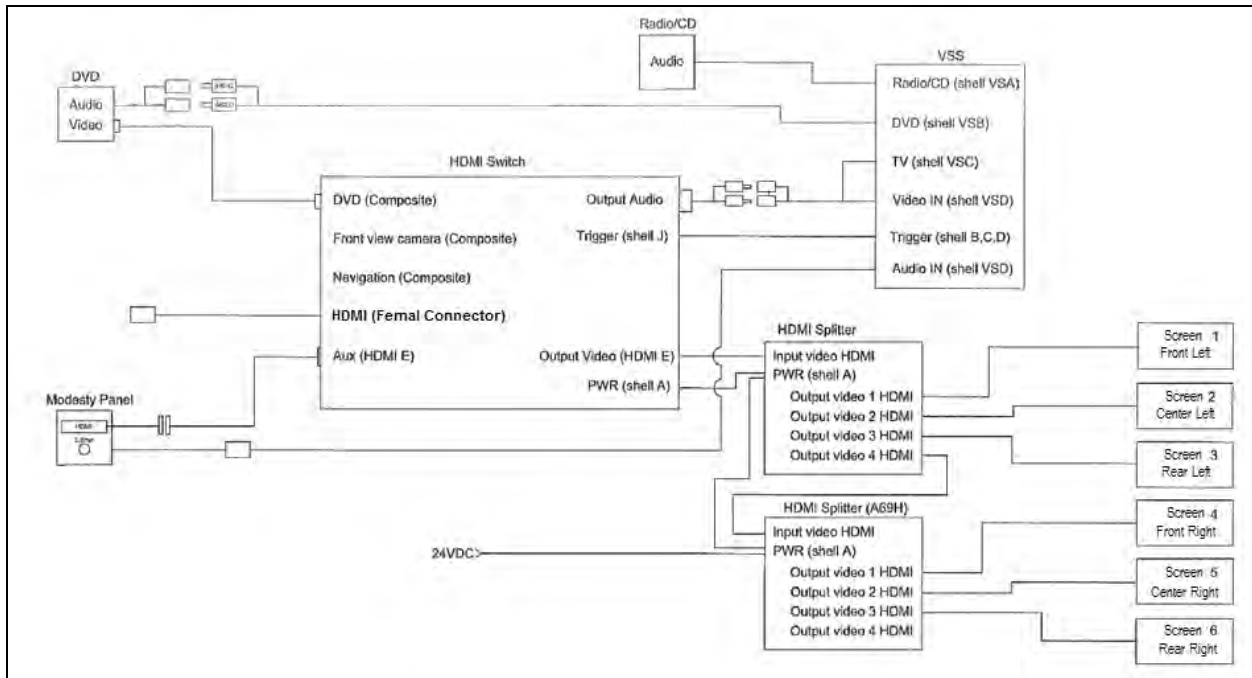 Radio/CD
Audio
VSS
Radio/CD (shell VSA)
DVD (shell VSB)
TV (shell VSC)
Video IN (shell VSD)
Trigger (shell B,C,D)
Audio IN (shell VSD)
DVD
Audio
Video
HDMI Switch
DVD (Composite)
Front view camera (Composite)
Navigation (Composite)
HDMI (Femal Connector)
Aux (HDMI E)
Output Audio
Trigger (shell J)
Output Video (HDMI E)
PWR (shell A)
Modesty Panel
HDMI
HDMI Splitter
Input video HDMI
PWR (shell A)
Output video 1 HDMI
Output video 2 HDMI
Output video 3 HDMI
Output video 4 HDMI
HDMI Splitter (A69H)
Input video HDMI
PWR (shell A)
Output video 1 HDMI
Output video 2 HDMI
Output video 3 HDMI
Output video 4 HDMI
24VDC>
Screen 1
Front Left
Screen 2
Center Left
Screen 3
Rear Left
Screen 4
Front Right
Screen 5
Center Right
Screen 6
Rear Right